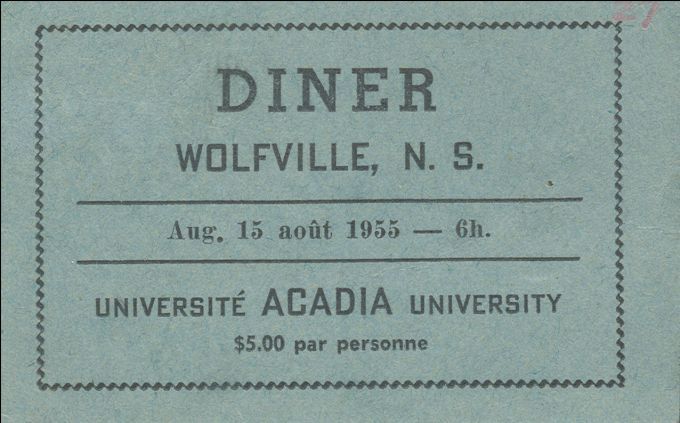 DINER
WOLFVILLE, N. S.
Aug. 15 août 1955 — 6h.
UNIVERSITÉ ACADIA UNIVERSITY
$5.00 par personne